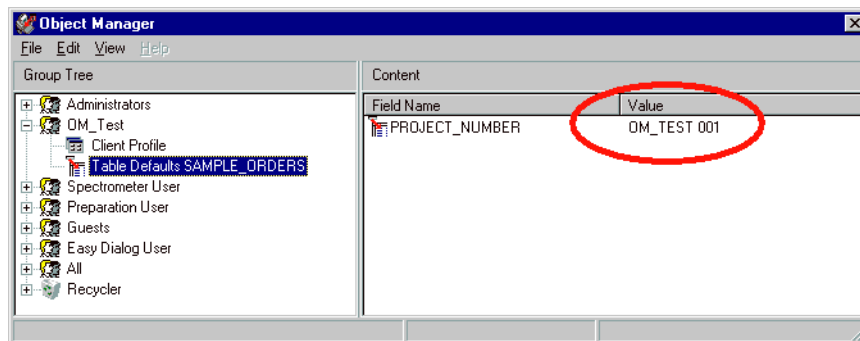 Object Manager
File Edit View Help
Group Tree
Content
Administrators
OM_Test
Client Profile
Table Defaults SAMPLE_ORDERS
Spectrometer User
Preparation User
Guests
Easy Dialog User
All
Recycler
Field Name Value
PROJECT_NUMBER OM_TEST 001